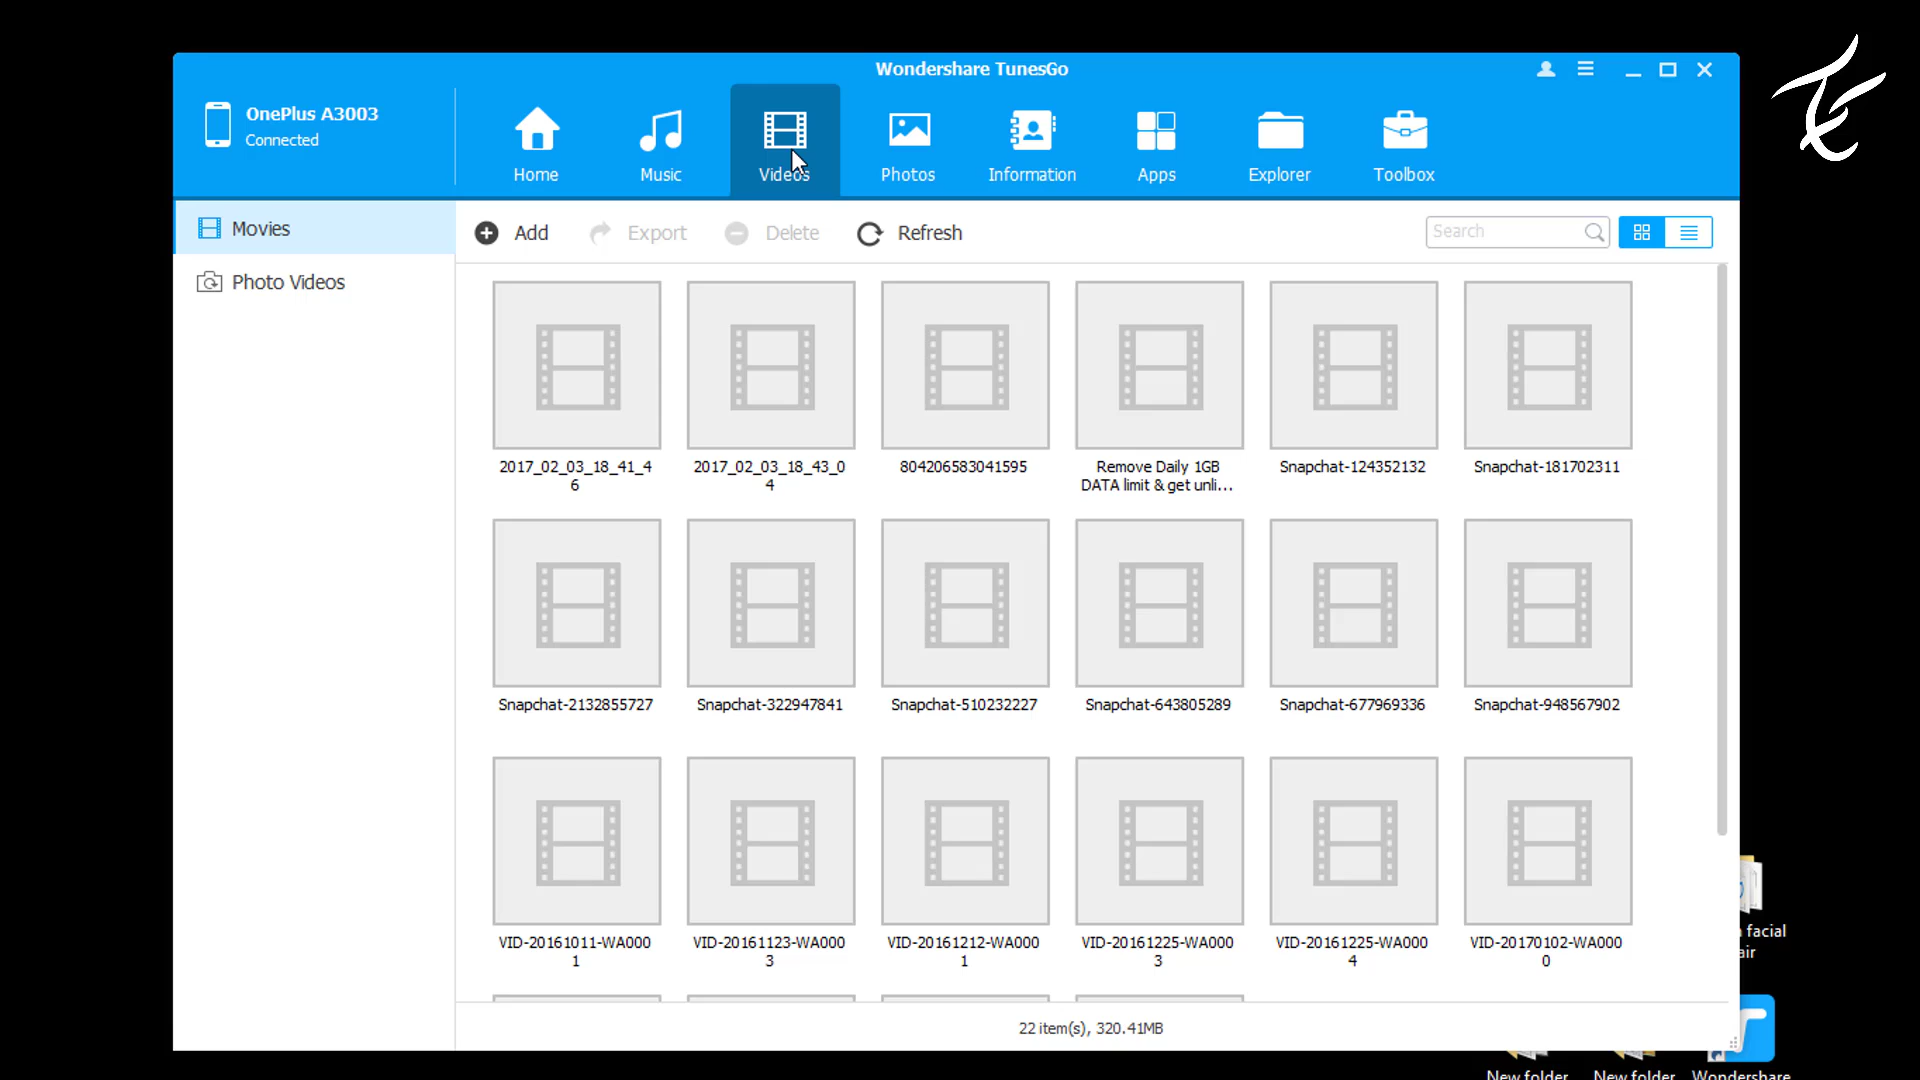 Wondershare TunesGo
OnePlus A3003
Connected
Home
Music
Videos
Photos
Information
Apps
Explorer
Toolbox
Movies
Photo Videos
Add
Export
Delete
Refresh
Search
2017_02_03_18_41_4
6
2017_02_03_18_43_0
4
804206583041595
Remove Daily 1GB
DATA limit & get unli...
Snapchat-124352132
Snapchat-181702311
Snapchat-2132855727
Snapchat-322947841
Snapchat-510232227
Snapchat-643805289
Snapchat-677969336
Snapchat-948567902
VID-20161011-WA000
1
VID-20161123-WA000
3
VID-20161212-WA000
1
VID-20161225-WA000
3
VID-20161225-WA000
4
VID-20170102-WA000
0
22 item(s), 320.41MB
facial
New folder
New folder
Wondershare